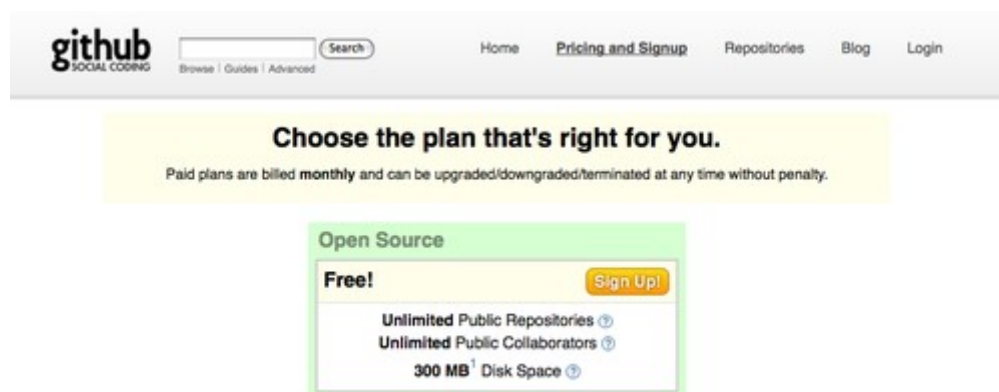 github
SOCIAL CODING
Search
Browse | Guides | Advanced
Home Pricing and Signup Repositories Blog Login
Choose the plan that's right for you.
Paid plans are billed monthly and can be upgraded/downgraded/terminated at any time without penalty.
Open Source
Free! Sign Up!
Unlimited Public Repositories ?
Unlimited Public Collaborators ?
300 MB¹ Disk Space ?